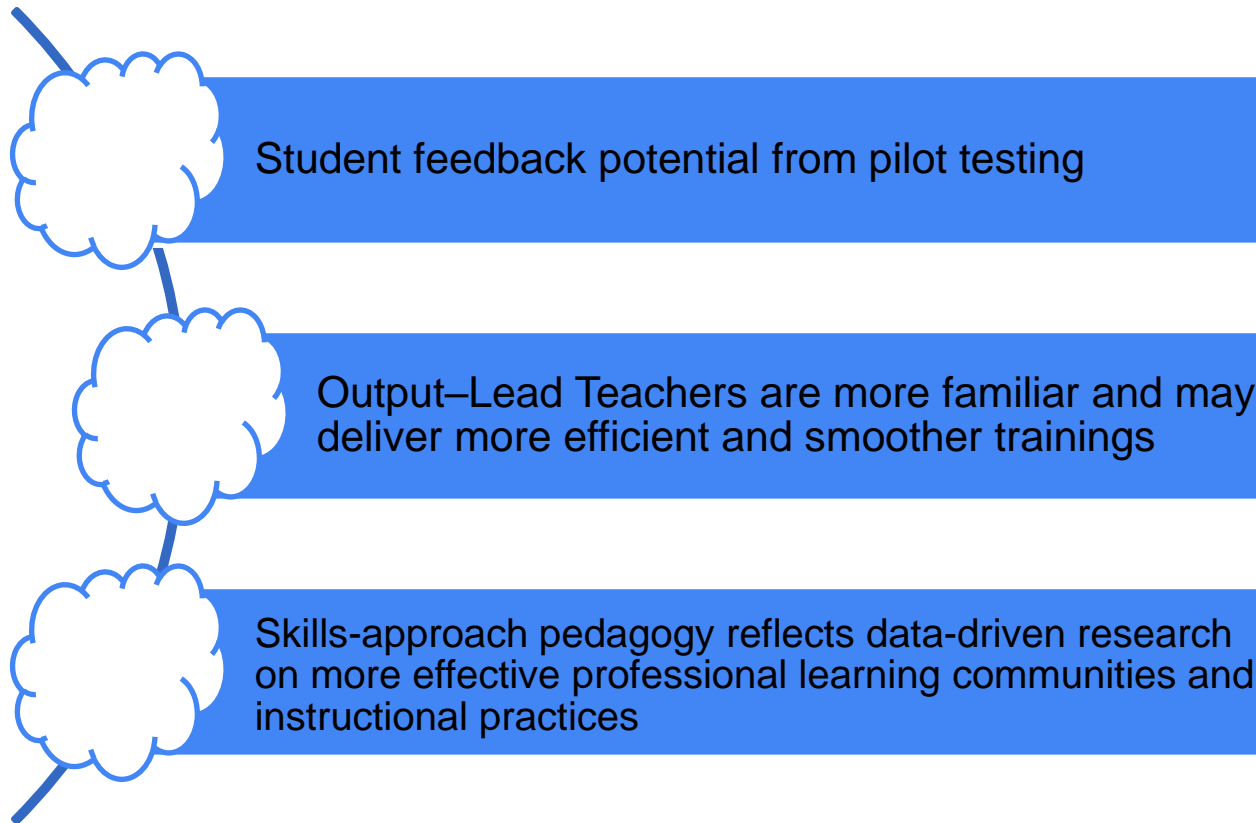 Student feedback potential from pilot testing
Output–Lead Teachers are more familiar and may
deliver more efficient and smoother trainings
Skills-approach pedagogy reflects data-driven research
on more effective professional learning communities and
instructional practices